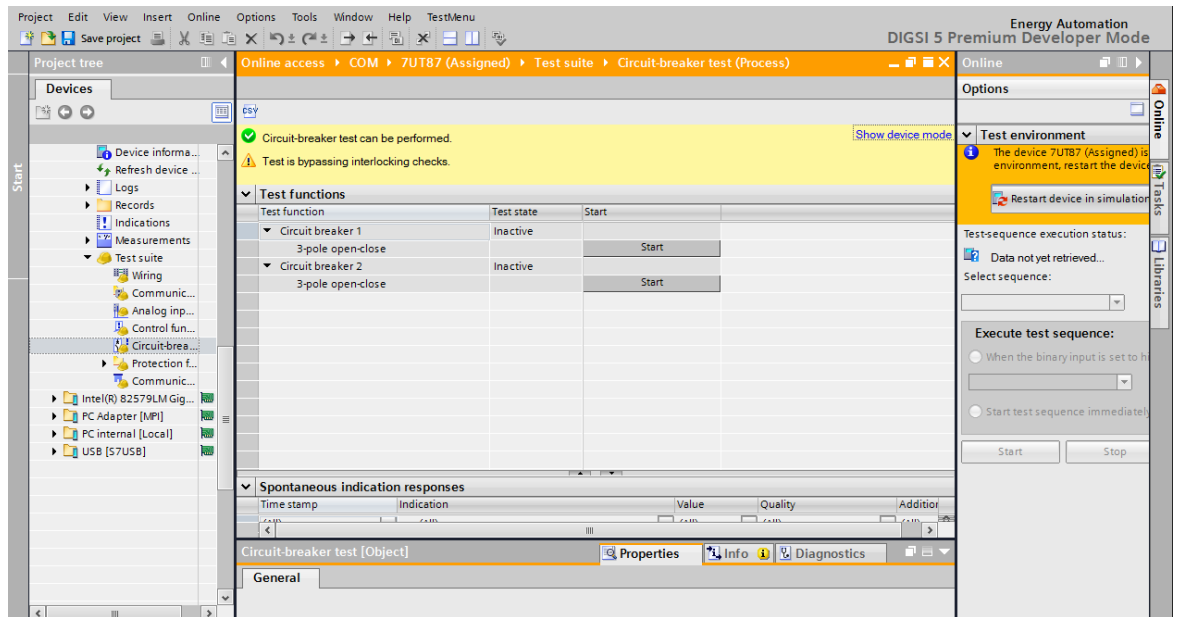 Project Edit View Insert Online Options Tools Window Help TestMenu
Energy Automation
Save project
DIGSI 5 Premium Developer Mode
Project tree
Online access COM 7UT87 (Assigned) Test suite Circuit-breaker test (Process)
Online
Devices
Options
CSV
Circuit-breaker test can be performed.
Show device mode
Test is bypassing interlocking checks.
Start
Device informa...
Refresh device ...
Logs
Records
Indications
Measurements
Test suite
Wiring
Communic...
Analog inp...
Control fun...
Circuit-brea...
Protection f...
Communic...
Intel(R) 82579LM Gig...
PC Adapter [MPI]
PC internal [Local]
USB [S7USB]
Test functions
Test function Test state Start
Circuit breaker 1 Inactive
3-pole open-close Start
Circuit breaker 2 Inactive
3-pole open-close Start
Spontaneous indication responses
Time stamp Indication Value Quality Addition
(All) (All) (All) (All) (All)
Circuit-breaker test [Object]
Properties Info Diagnostics
General
Test environment
The device 7UT87 (Assigned) is
environment, restart the device
Restart device in simulation
Test-sequence execution status:
Data not yet retrieved...
Select sequence:
Execute test sequence:
When the binary input is set to hi
Start test sequence immediately
Start Stop
Online
Tasks
Libraries